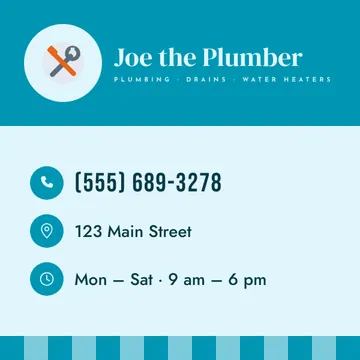 Joe the Plumber
PLUMBING · DRAINS · WATER HEATERS
(555) 689-3278
123 Main Street
Mon – Sat · 9 am – 6 pm